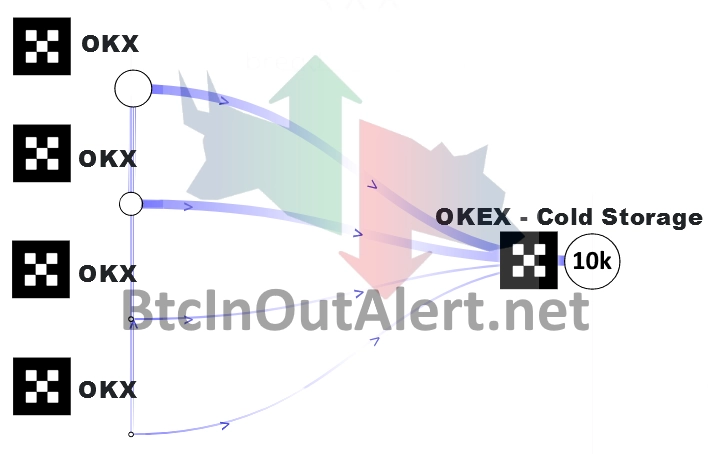 OKX
OKX
OKEX - Cold Storage
10k
OKX
BtcInOutAlert.net
OKX